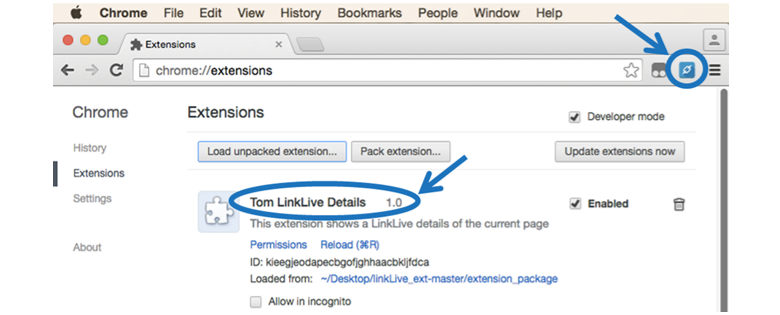 Chrome File Edit View History Bookmarks People Window Help
Extensions
chrome://extensions
Chrome
Extensions
Developer mode
History
Extensions
Settings
About
Load unpacked extension...
Pack extension...
Update extensions now
Tom LinkLive Details 1.0
Enabled
This extension shows a LinkLive details of the current page
Permissions Reload (⌘R)
ID: kieegjeodapecbgofjghhaacbkljfdca
Loaded from: ~/Desktop/linkLive_ext-master/extension_package
Allow in incognito